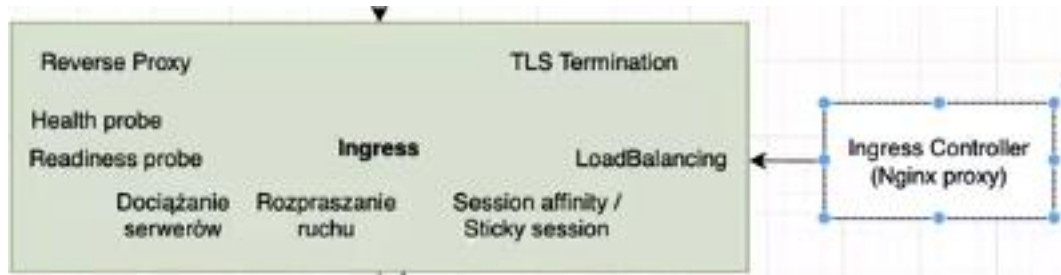 Reverse Proxy
TLS Termination
Health probe
Readiness probe
Ingress
LoadBalancing
Dociążanie
serwerów
Rozpraszanie
ruchu
Session affinity /
Sticky session
Ingress Controller
(Nginx proxy)